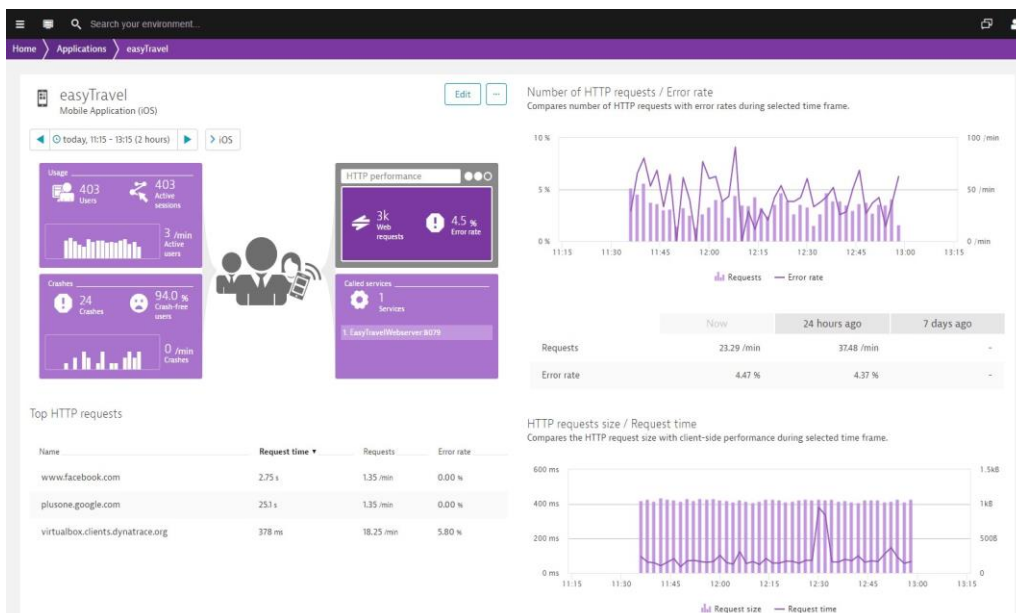 Search your environment...
Home Applications easyTravel
easyTravel
Mobile Application (iOS)
Edit ...
today, 11:15 - 13:15 (2 hours) iOS
Usage
403 Users
403 Active sessions
3 /min Active users
Crashes
24 Crashes
94.0 % Crash-free users
0 /min Crashes
HTTP performance
3k Web requests
4.5 % Error rate
Called services
1 Services
1. EasyTravelWebserver:8079
Top HTTP requests
Name Request time ▾ Requests Error rate
www.facebook.com 2.75 s 1.35 /min 0.00 %
plusone.google.com 25.1 s 1.35 /min 0.00 %
virtualbox.clients.dynatrace.org 378 ms 18.25 /min 5.80 %
Number of HTTP requests / Error rate
Compares number of HTTP requests with error rates during selected time frame.
10 % 100 /min
5 % 50 /min
0 % 0 /min
11:15 11:30 11:45 12:00 12:15 12:30 12:45 13:00 13:15
Requests Error rate
Now 24 hours ago 7 days ago
Requests 23.29 /min 37.48 /min -
Error rate 4.47 % 4.37 % -
HTTP requests size / Request time
Compares the HTTP request size with client-side performance during selected time frame.
600 ms 1.5kB
400 ms 1kB
200 ms 500B
0 ms 0
11:15 11:30 11:45 12:00 12:15 12:30 12:45 13:00 13:15
Request size Request time